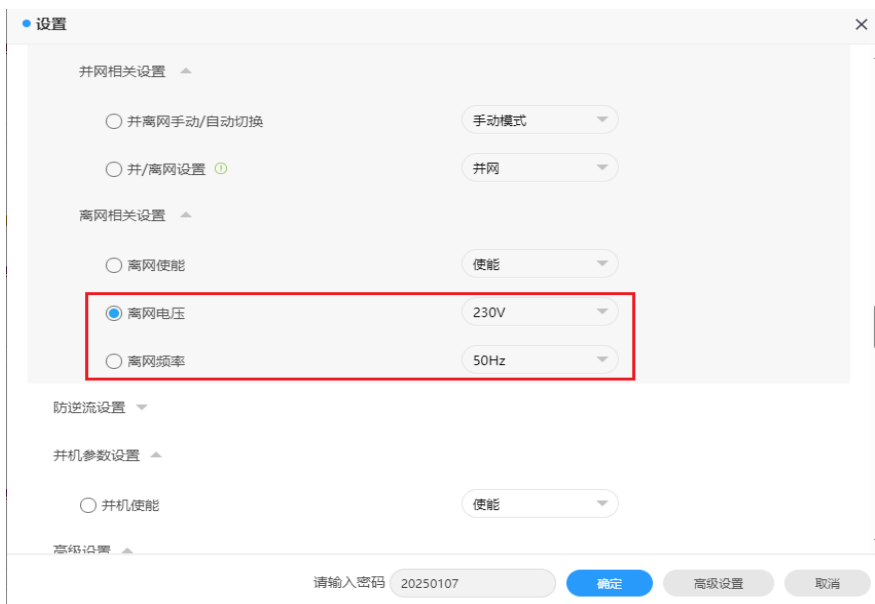 设置
并网相关设置
并离网手动/自动切换 手动模式
并/离网设置 并网
离网相关设置
离网使能 使能
离网电压 230V
离网频率 50Hz
防逆流设置
并机参数设置
并机使能 使能
高级设置
请输入密码 20250107 确定 高级设置 取消